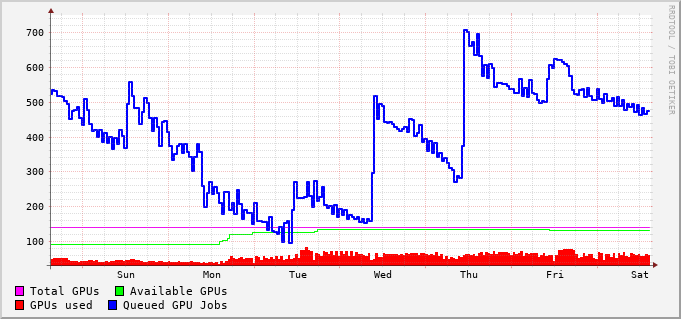 700
600
500
400
300
200
100
Sun Mon Tue Wed Thu Fri Sat
Total GPUs Available GPUs
GPUs used Queued GPU Jobs
RRDTOOL / TOBI OETIKER